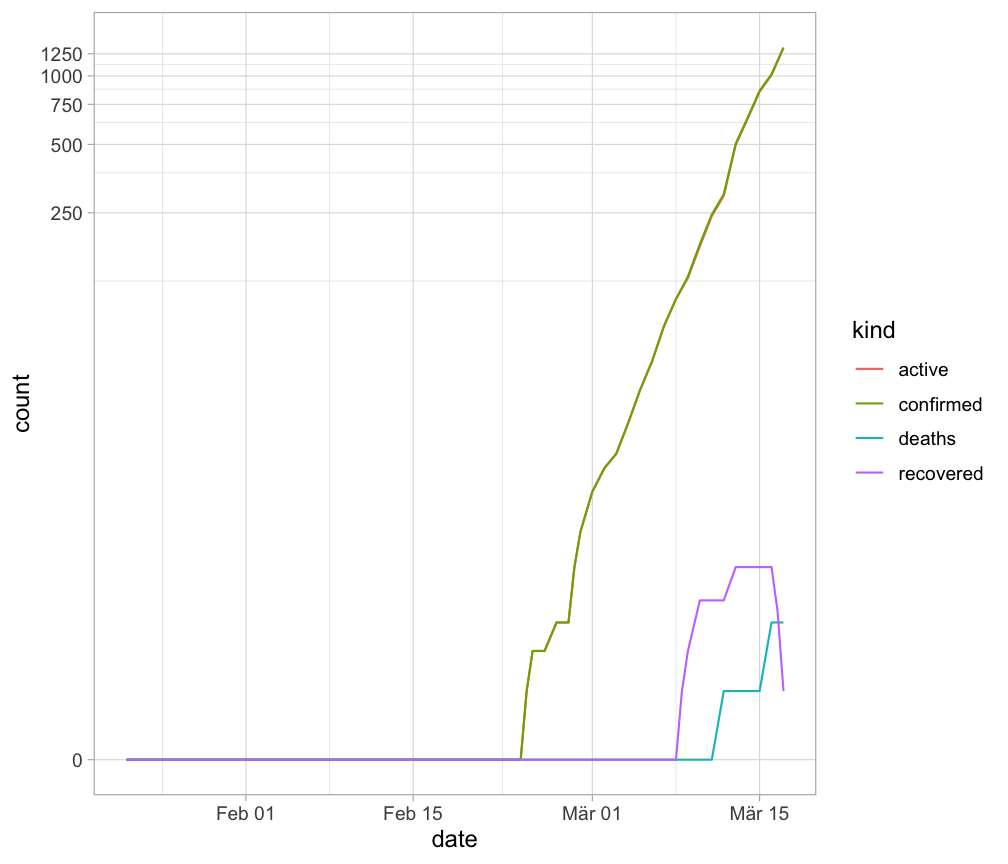 1250
1000
750
500
250
0
count
Feb 01
Feb 15
Mär 01
Mär 15
date
kind
active
confirmed
deaths
recovered